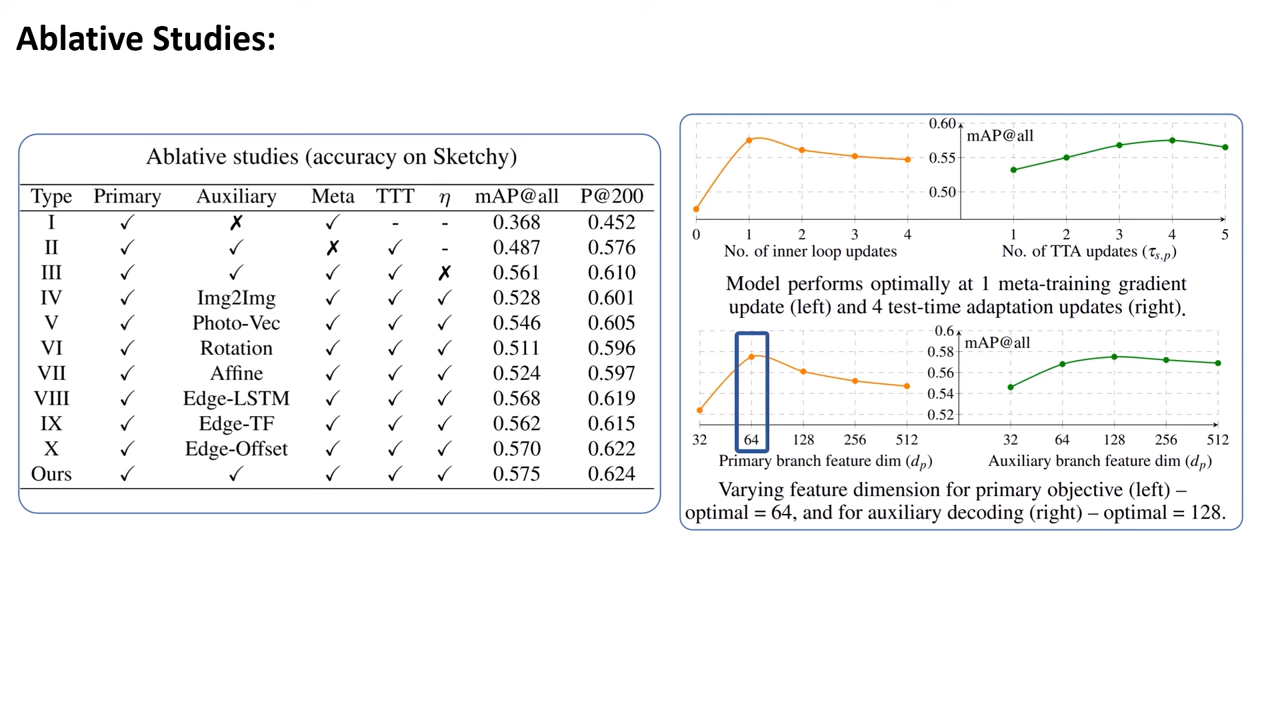 Ablative Studies:
Ablative studies (accuracy on Sketchy)
Type Primary Auxiliary Meta TTT η mAP@all P@200
I ✓ ✗ ✓ - - 0.368 0.452
II ✓ ✓ ✗ ✓ - 0.487 0.576
III ✓ ✓ ✓ ✓ ✗ 0.561 0.610
IV ✓ Img2Img ✓ ✓ ✓ 0.528 0.601
V ✓ Photo-Vec ✓ ✓ ✓ 0.546 0.605
VI ✓ Rotation ✓ ✓ ✓ 0.511 0.596
VII ✓ Affine ✓ ✓ ✓ 0.524 0.597
VIII ✓ Edge-LSTM ✓ ✓ ✓ 0.568 0.619
IX ✓ Edge-TF ✓ ✓ ✓ 0.562 0.615
X ✓ Edge-Offset ✓ ✓ ✓ 0.570 0.622
Ours ✓ ✓ ✓ ✓ ✓ 0.575 0.624
0.60
mAP@all
0.55
0.50
0 1 2 3 4
1 2 3 4 5
No. of inner loop updates
No. of TTA updates (τs,p)
Model performs optimally at 1 meta-training gradient
update (left) and 4 test-time adaptation updates (right).
0.6
mAP@all
0.58
0.56
0.54
0.52
32 64 128 256 512
32 64 128 256 512
Primary branch feature dim (dp)
Auxiliary branch feature dim (dp)
Varying feature dimension for primary objective (left) –
optimal = 64, and for auxiliary decoding (right) – optimal = 128.